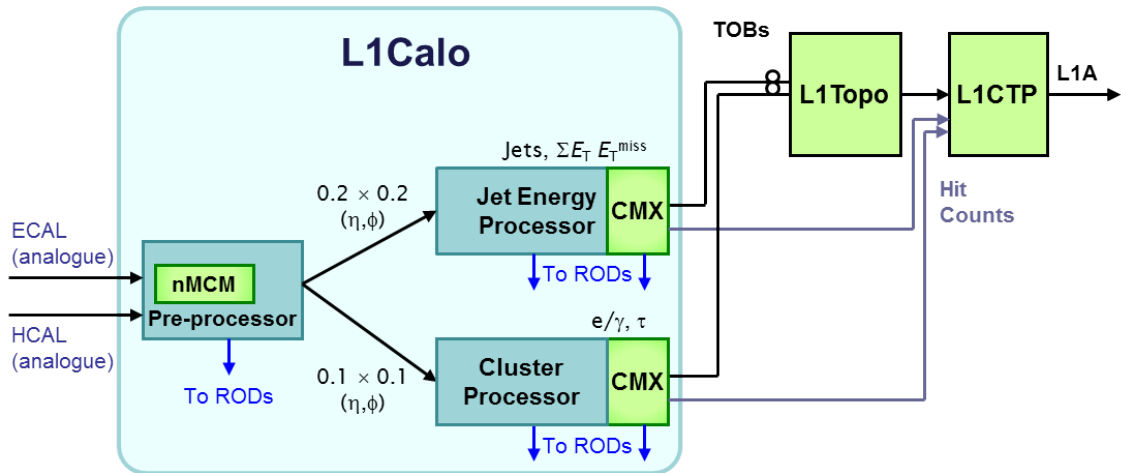 L1Calo
TOBs
L1Topo
L1CTP
L1A
Jets, ΣE_T E_T^miss
0.2 × 0.2
(η,ϕ)
Jet Energy
Processor
CMX
Hit
Counts
ECAL
(analogue)
nMCM
Pre-processor
To RODs
HCAL
(analogue)
e/γ, τ
To RODs
0.1 × 0.1
(η,ϕ)
Cluster
Processor
CMX
To RODs